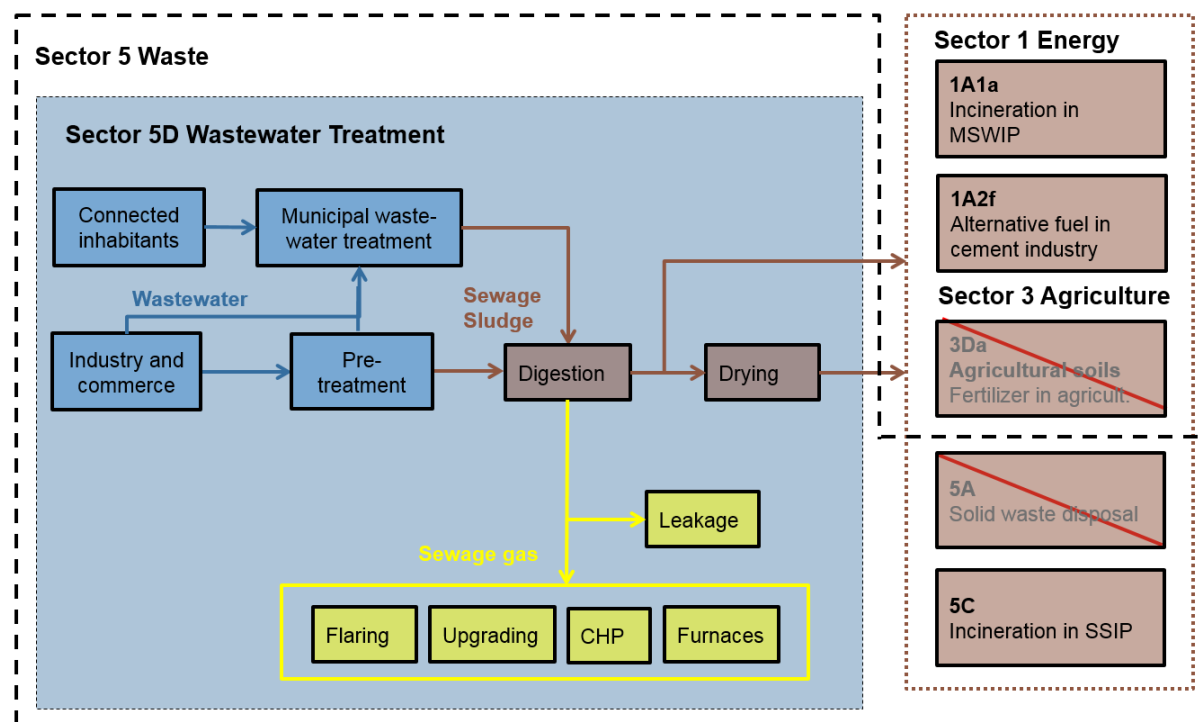 Sector 5 Waste
Sector 5D Wastewater Treatment
Connected
inhabitants
Municipal waste-
water treatment
Wastewater
Industry and
commerce
Pre-
treatment
Sewage
Sludge
Digestion
Drying
Leakage
Sewage gas
Flaring
Upgrading
CHP
Furnaces
Sector 1 Energy
1A1a
Incineration in
MSWIP
1A2f
Alternative fuel in
cement industry
Sector 3 Agriculture
3Da
Agricultural soils
Fertilizer in agricult.
5A
Solid waste disposal
5C
Incineration in SSIP